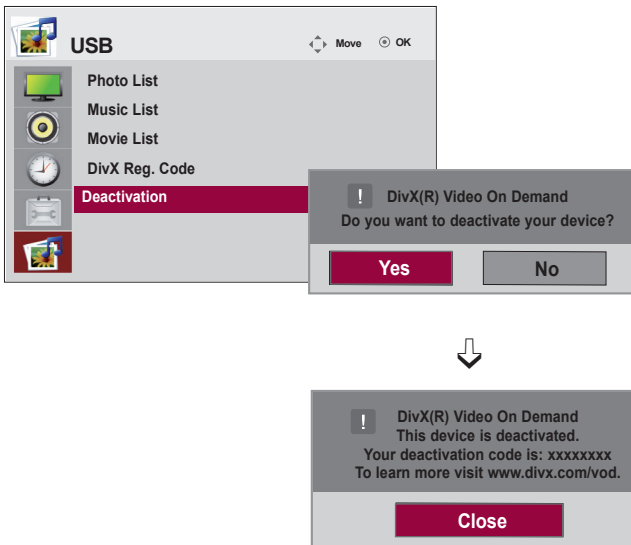 USB
Move
OK
Photo List
Music List
Movie List
DivX Reg. Code
Deactivation
! DivX(R) Video On Demand
Do you want to deactivate your device?
Yes
No
! DivX(R) Video On Demand
This device is deactivated.
Your deactivation code is: xxxxxxxx
To learn more visit www.divx.com/vod.
Close